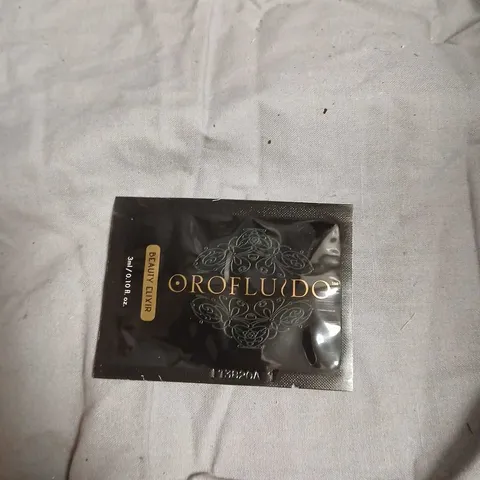 OROFLUIDO
BEAUTY ELIXIR
3ml / 0.10 fl. oz.